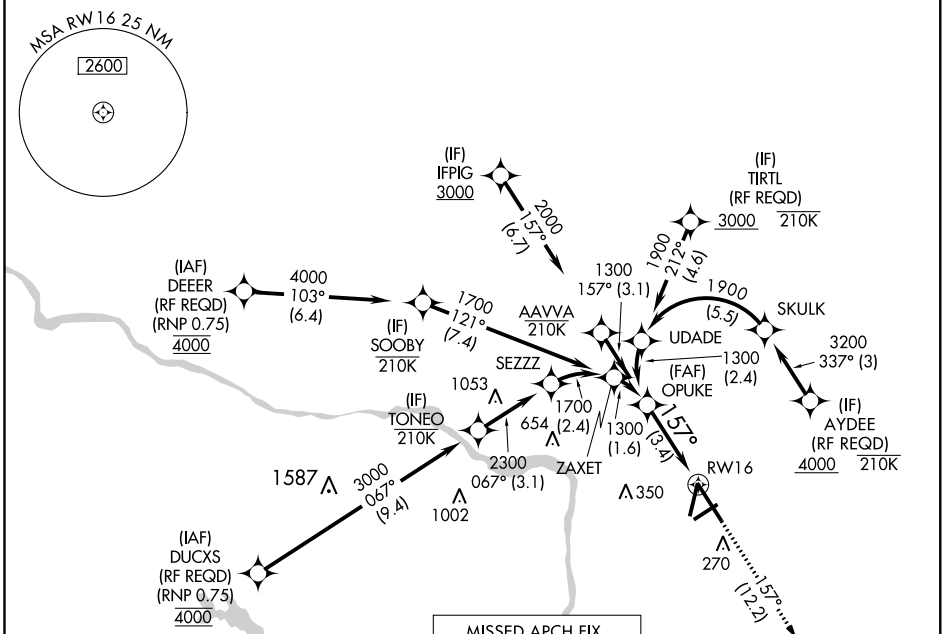 MSA RW16 25 NM
2600
(IF)
IFPIG
3000
2000
157°
(6.7)
(IF)
TIRTL
(RF REQD)
3000 210K
1900
212°
(4.6)
(IAF)
DEEER
(RF REQD)
(RNP 0.75)
4000
4000
103°
(6.4)
(IF)
SOOBY
210K
1700
121°
(7.4)
1300
157° (3.1)
AAVVA
210K
1900
(5.5)
SKULK
UDADE
3200
337° (3)
1300
(2.4)
(FAF)
OPUKE
(IF)
AYDEE
(RF REQD)
4000 210K
SEZZZ
1053
(IF)
TONEO
210K
1700
(2.4)
654
1300
(1.6)
ZAXET
157°
(3.4)
RW16
2300
067° (3.1)
1587
3000
067°
(9.4)
1002
350
270
(IAF)
DUCXS
(RF REQD)
(RNP 0.75)
4000
157°
(12.2)
MISSED APCH FIX